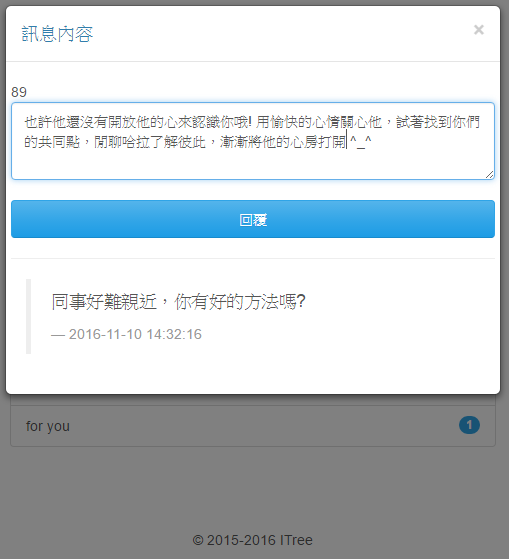 訊息內容
×
89
也許他還沒有開放他的心來認識你哦! 用愉快的心情關心他，試著找到你們
的共同點，閒聊哈拉了解彼此，漸漸將他的心房打開 ^_^
回覆
同事好難親近，你有好的方法嗎?
— 2016-11-10 14:32:16
for you
1
© 2015-2016 ITree